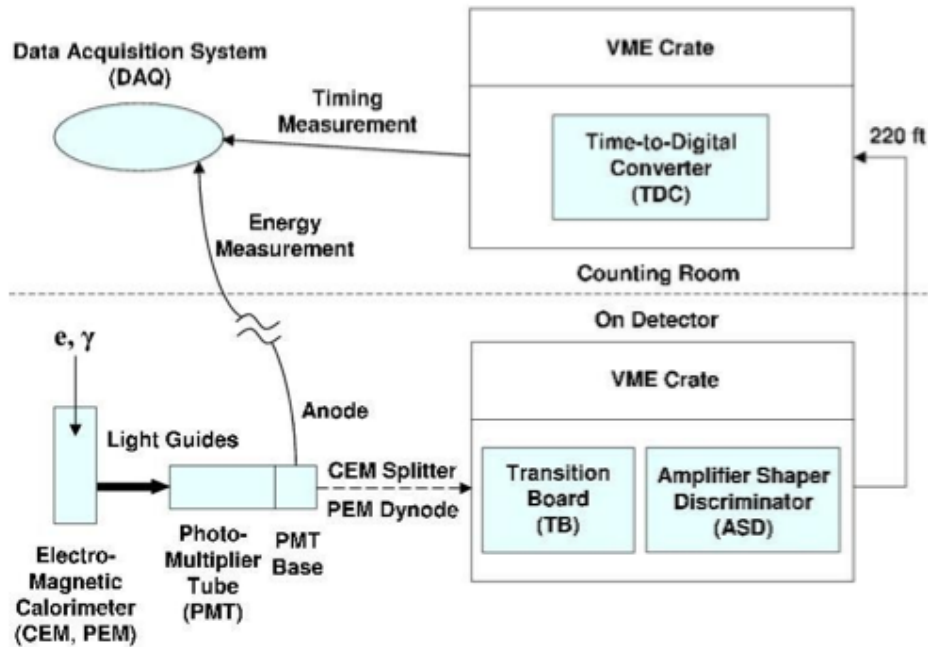 VME Crate
Data Acquisition System
(DAQ)
Timing
Measurement
Time-to-Digital
Converter
(TDC)
220 ft
Energy
Measurement
Counting Room
On Detector
e, γ
VME Crate
Anode
Light Guides
CEM Splitter
PEM Dynode
Transition
Board
(TB)
Amplifier Shaper
Discriminator
(ASD)
Electro-
Magnetic
Calorimeter
(CEM, PEM)
Photo-
Multiplier
Tube
(PMT)
PMT
Base